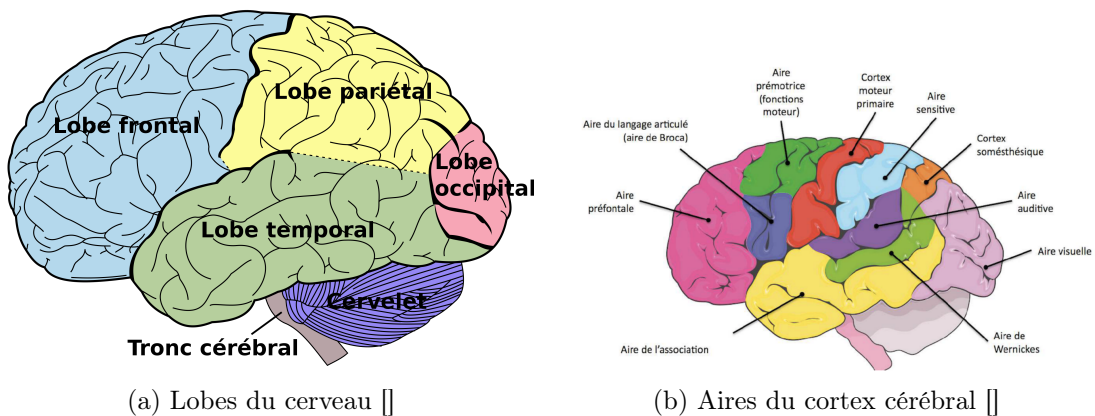 Lobe frontal
Lobe pariétal
Lobe
occipital
Lobe temporal
Cervelet
Tronc cérébral
(a) Lobes du cerveau []
Aire
prémotrice
(fonctions
moteur)
Cortex
moteur
primaire
Aire
sensitive
Aire du langage articulé
(aire de Broca)
Cortex
somésthésique
Aire
préfontale
Aire
auditive
Aire visuelle
Aire de l'association
Aire de
Wernickes
(b) Aires du cortex cérébral []